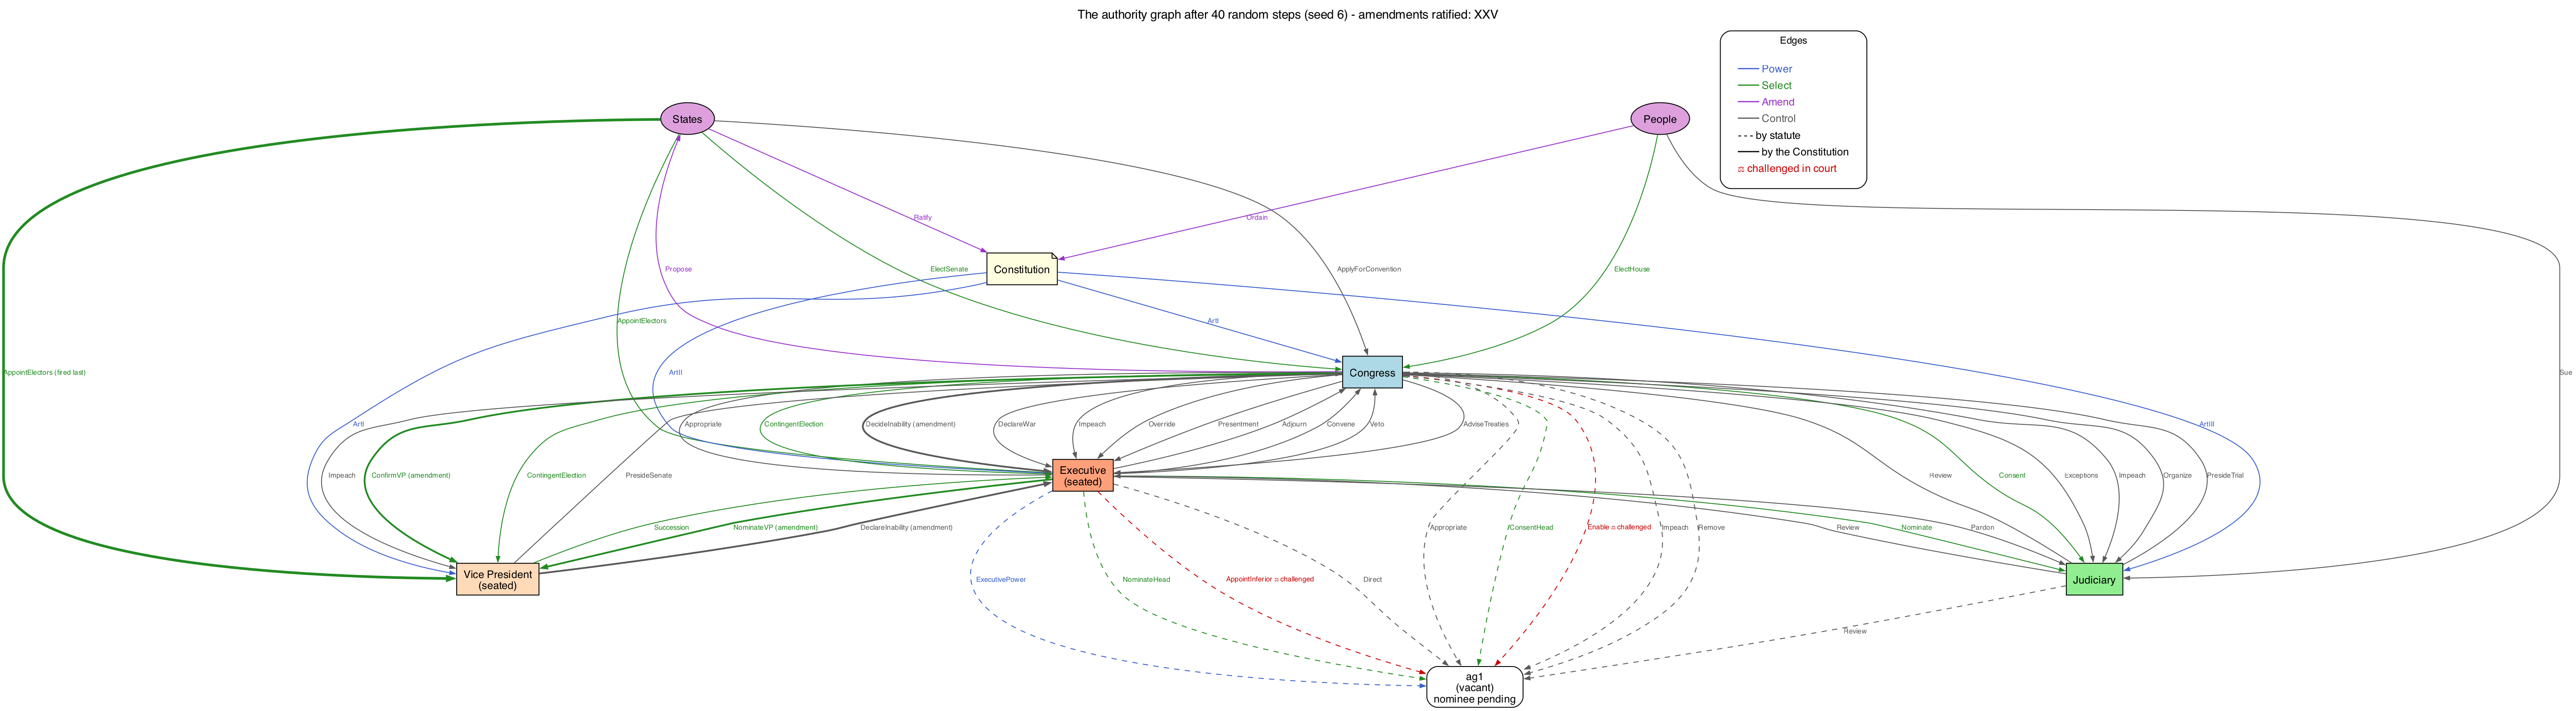 The authority graph after 40 random steps (seed 6) - amendments ratified: XXV
Edges
Power
Select
Amend
Control
by statute
by the Constitution
⚖ challenged in court
States
People
Ratify
Ordain
Constitution
Propose
ElectSenate
ApplyForConvention
ElectHouse
AppointElectors
ArtI
AppointElectors (fired last)
ArtII
Congress
Sue
ArtI
Appropriate
ContingentElection
DecideInability (amendment)
DeclareWar
Impeach
Override
Presentment
Adjourn
Convene
Veto
AdviseTreaties
ArtIII
Impeach
ConfirmVP (amendment)
ContingentElection
PresideSenate
Executive
(seated)
Review
Consent
Exceptions
Impeach
Organize
PresideTrial
Succession
NominateVP (amendment)
DeclareInability (amendment)
Appropriate
ConsentHead
Enable ⚖ challenged
Impeach
Remove
Review
Nominate
Pardon
Vice President
(seated)
ExecutivePower
NominateHead
AppointInferior ⚖ challenged
Direct
Judiciary
Review
ag1
(vacant)
nominee pending